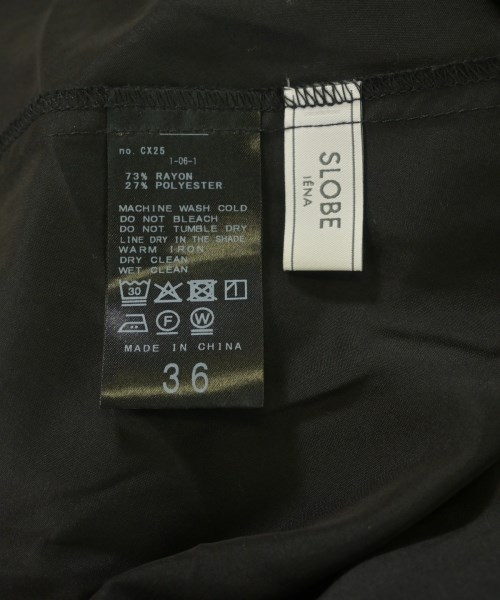 no. CX25
1-06-1
73% RAYON
27% POLYESTER
MACHINE WASH COLD
DO NOT BLEACH
DO NOT TUMBLE DRY
LINE DRY IN THE SHADE
WARM IRON
DRY CLEAN
WET CLEAN
30
F W
MADE IN CHINA
36
SLOBE
IÉNA